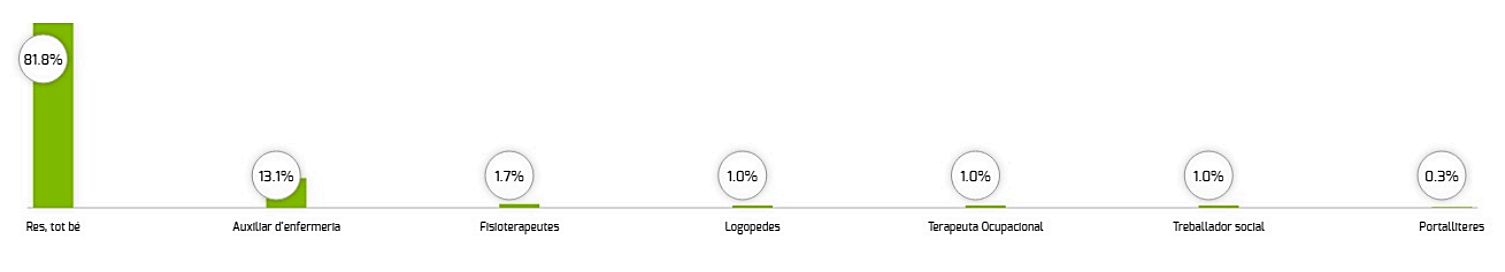 81.8%
13.1%
1.7%
1.0%
1.0%
1.0%
0.3%
Res, tot bé
Auxiliar d'enfermeria
Fisioterapeutes
Logopedes
Terapeuta Ocupacional
Treballador social
Portalliteres